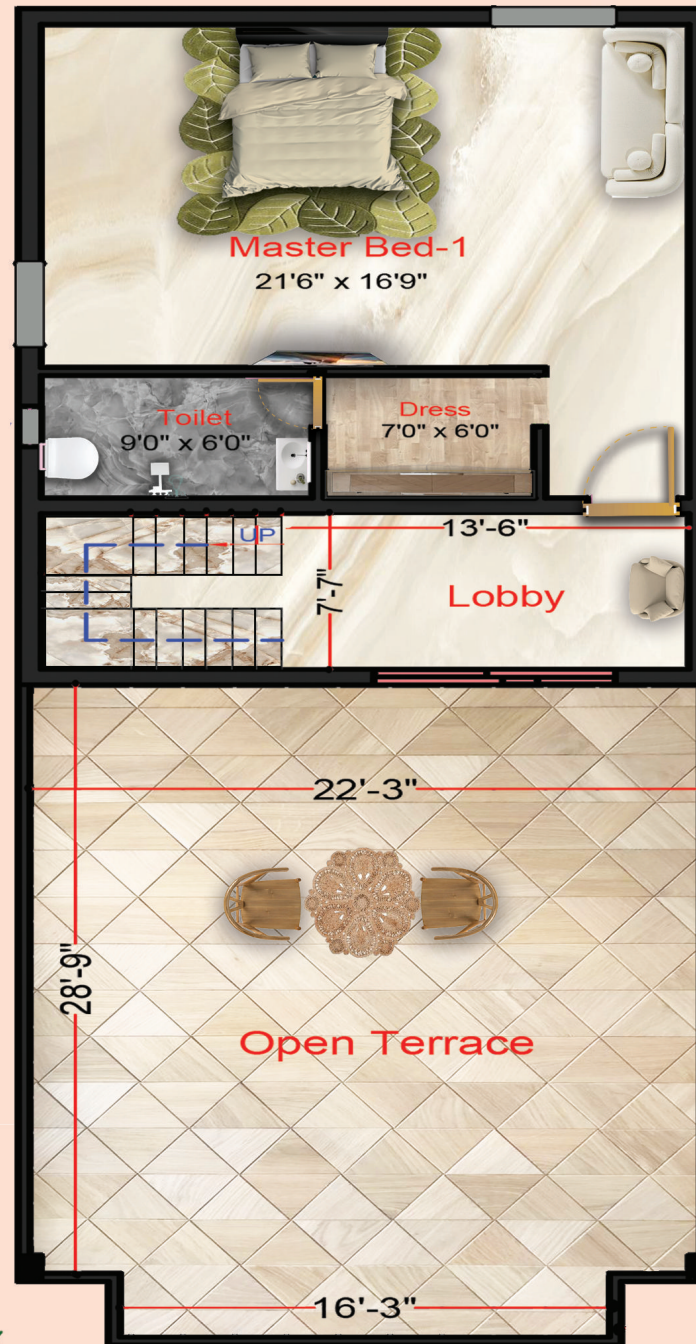 Master Bed-1
21'6" x 16'9"
Toilet
9'0" x 6'0"
Dress
7'0" x 6'0"
UP
13'-6"
7'-7"
Lobby
22'-3"
28'-9"
Open Terrace
16'-3"